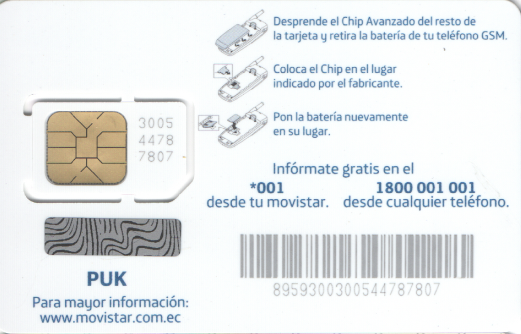 Desprende el Chip Avanzado del resto de
la tarjeta y retira la batería de tu teléfono GSM.
Coloca el Chip en el lugar
indicado por el fabricante.
Pon la batería nuevamente
en su lugar.
3005
4478
7807
Infórmate gratis en el
*001 1800 001 001
desde tu movistar. desde cualquier teléfono.
PUK
Para mayor información:
www.movistar.com.ec
8959300300544787807